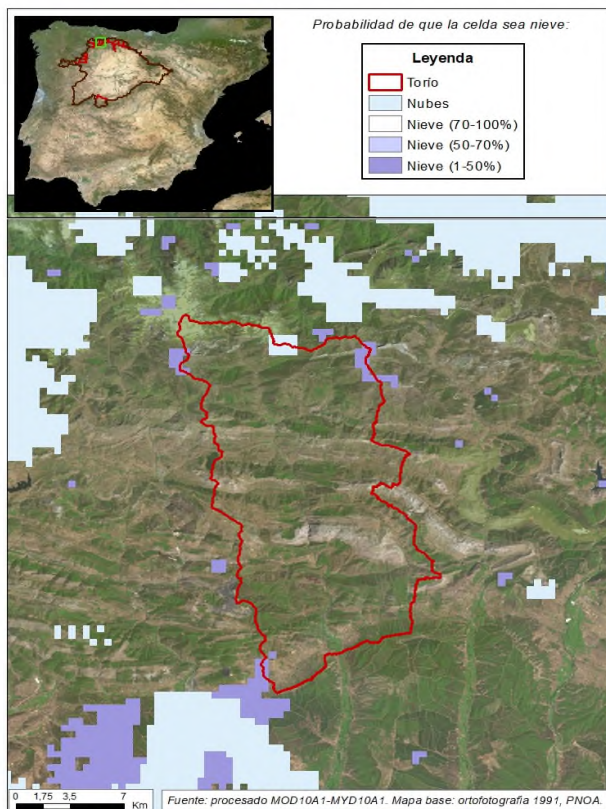 Probabilidad de que la celda sea nieve:
Leyenda
Torío
Nubes
Nieve (70-100%)
Nieve (50-70%)
Nieve (1-50%)
0 1,75 3,5 7
Km
Fuente: procesado MOD10A1-MYD10A1. Mapa base: ortofotografia 1991, PNOA